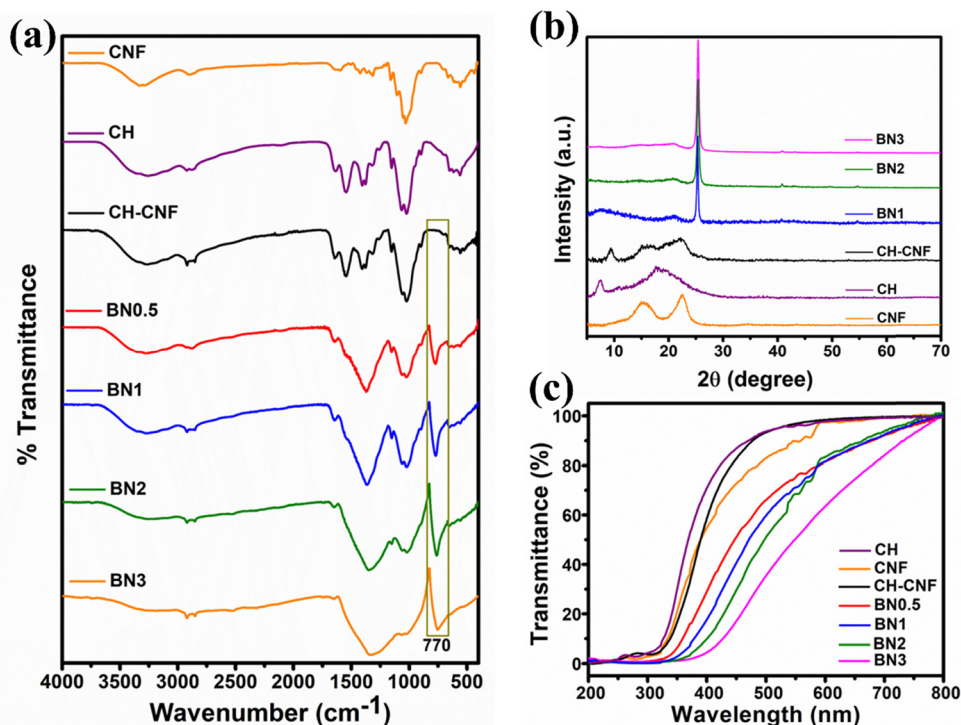 (a)
CNF
CH
CH-CNF
BN0.5
BN1
BN2
BN3
770
% Transmittance
4000 3500 3000 2500 2000 1500 1000 500
Wavenumber (cm-1)
(b)
BN3
BN2
BN1
CH-CNF
CH
CNF
Intensity (a.u.)
10 20 30 40 50 60 70
2θ (degree)
(c)
100
80
60
40
20
0
Transmittance (%)
CH
CNF
CH-CNF
BN0.5
BN1
BN2
BN3
200 300 400 500 600 700 800
Wavelength (nm)